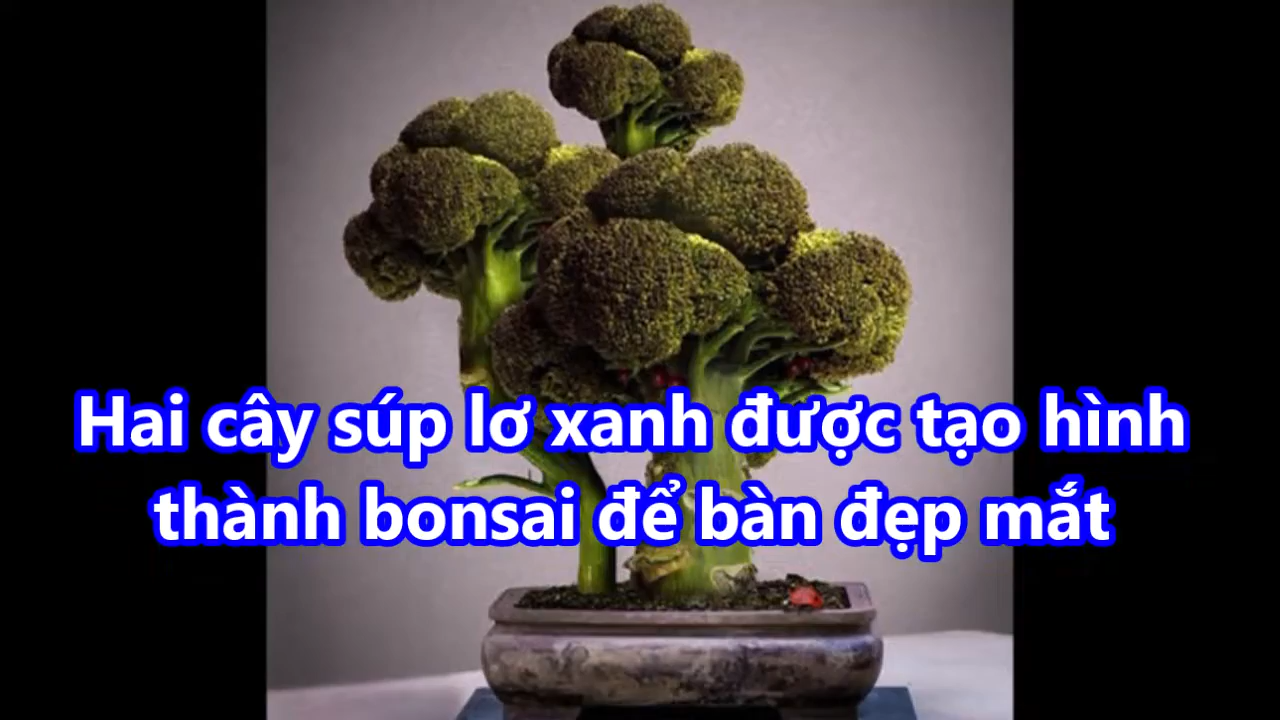 Hai cây súp lơ xanh được tạo hình
thành bonsai để bàn đẹp mắt